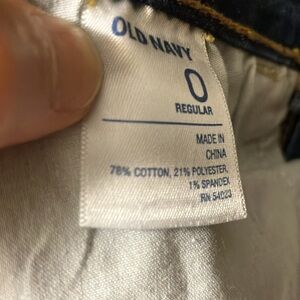 OLD NAVY
0
REGULAR
MADE IN
CHINA
78% COTTON, 21% POLYESTER,
1% SPANDEX
RN 54023